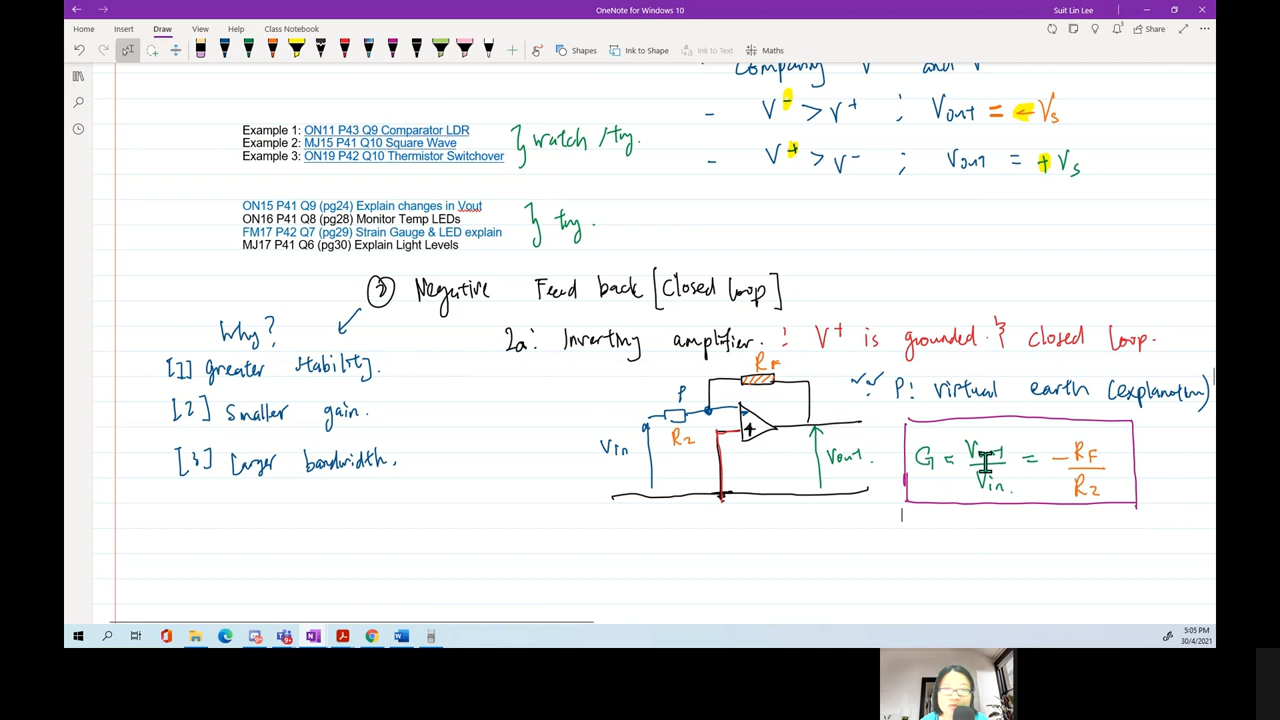 OneNote for Windows 10
Suit Lin Lee
Home Insert Draw View Help Class Notebook
Share
Shapes Ink to Shape Ink to Text Maths
Comparing V and V
- V⁻ > V⁺ ; Vout = - Vs
Example 1: ON11 P43 Q9 Comparator LDR
Example 2: MJ15 P41 Q10 Square Wave
Example 3: ON19 P42 Q10 Thermistor Switchover
} watch / try.
- V⁺ > V⁻ ; Vout = + Vs
ON15 P41 Q9 (pg24) Explain changes in Vout
ON16 P41 Q8 (pg28) Monitor Temp LEDs
FM17 P42 Q7 (pg29) Strain Gauge & LED explain
MJ17 P41 Q6 (pg30) Explain Light Levels
} try.
② Negative Feed back [Closed loop]
Why?
[1] greater stability.
[2] smaller gain.
[3] larger bandwidth.
2a: Inverting amplifier : V⁺ is grounded & closed loop.
P: virtual earth (explanation)
RF
P
R2
Vin
+
Vout.
G = Vout/Vin = -RF/R2
5:05 PM
30/4/2021